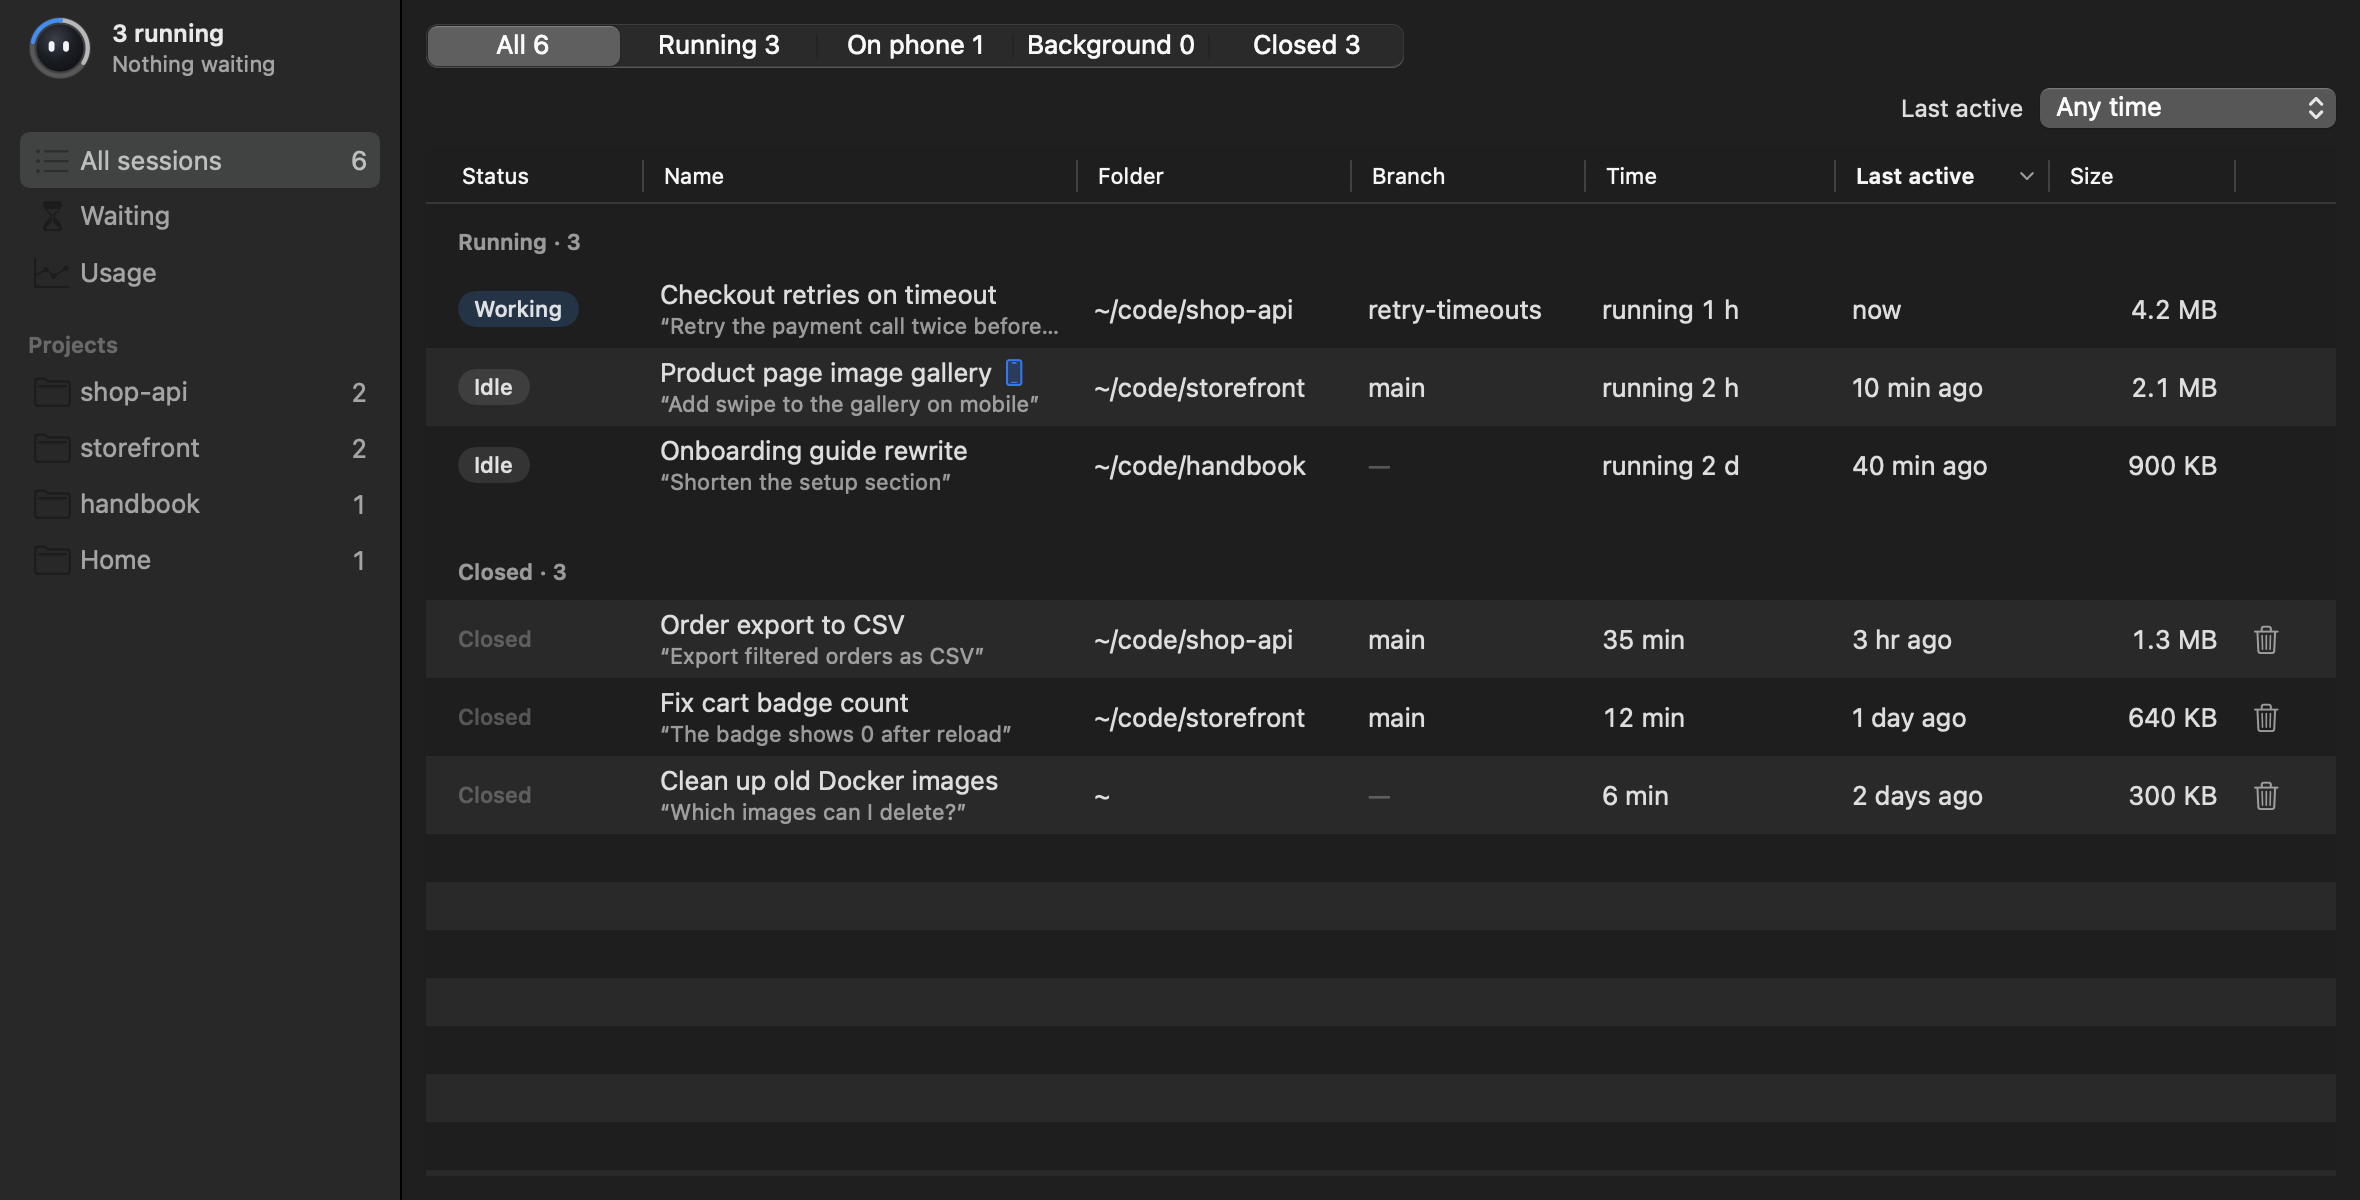 3 running
Nothing waiting
All sessions 6
Waiting
Usage
Projects
shop-api 2
storefront 2
handbook 1
Home 1
All 6 Running 3 On phone 1 Background 0 Closed 3
Last active Any time
Status Name Folder Branch Time Last active Size
Running · 3
Working Checkout retries on timeout ~/code/shop-api retry-timeouts running 1 h now 4.2 MB
“Retry the payment call twice before…
Idle Product page image gallery ~/code/storefront main running 2 h 10 min ago 2.1 MB
“Add swipe to the gallery on mobile”
Idle Onboarding guide rewrite ~/code/handbook — running 2 d 40 min ago 900 KB
“Shorten the setup section”
Closed · 3
Closed Order export to CSV ~/code/shop-api main 35 min 3 hr ago 1.3 MB
“Export filtered orders as CSV”
Closed Fix cart badge count ~/code/storefront main 12 min 1 day ago 640 KB
“The badge shows 0 after reload”
Closed Clean up old Docker images ~ — 6 min 2 days ago 300 KB
“Which images can I delete?”